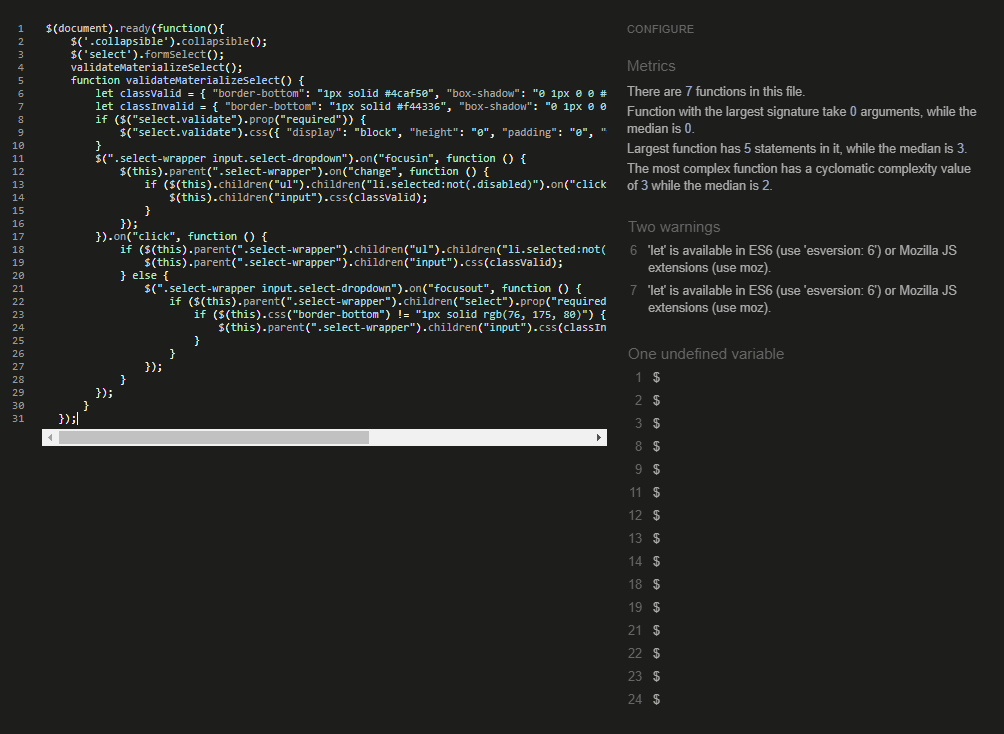 1 $(document).ready(function(){
2 $('.collapsible').collapsible();
3 $('select').formSelect();
4 validateMaterializeSelect();
5 function validateMaterializeSelect() {
6 let classValid = { "border-bottom": "1px solid #4caf50", "box-shadow": "0 1px 0 0 #
7 let classInvalid = { "border-bottom": "1px solid #f44336", "box-shadow": "0 1px 0 0
8 if ($("select.validate").prop("required")) {
9 $("select.validate").css({ "display": "block", "height": "0", "padding": "0", "
10 }
11 $(".select-wrapper input.select-dropdown").on("focusin", function () {
12 $(this).parent(".select-wrapper").on("change", function () {
13 if ($(this).children("ul").children("li.selected:not(.disabled)").on("click
14 $(this).children("input").css(classValid);
15 }
16 });
17 }).on("click", function () {
18 if ($(this).parent(".select-wrapper").children("ul").children("li.selected:not(
19 $(this).parent(".select-wrapper").children("input").css(classValid);
20 } else {
21 $(".select-wrapper input.select-dropdown").on("focusout", function () {
22 if ($(this).parent(".select-wrapper").children("select").prop("required
23 if ($(this).css("border-bottom") != "1px solid rgb(76, 175, 80)") {
24 $(this).parent(".select-wrapper").children("input").css(classIn
25 }
26 }
27 });
28 }
29 });
30 }
31 });
CONFIGURE
Metrics
There are 7 functions in this file.
Function with the largest signature take 0 arguments, while the
median is 0.
Largest function has 5 statements in it, while the median is 3.
The most complex function has a cyclomatic complexity value
of 3 while the median is 2.
Two warnings
6 'let' is available in ES6 (use 'esversion: 6') or Mozilla JS
extensions (use moz).
7 'let' is available in ES6 (use 'esversion: 6') or Mozilla JS
extensions (use moz).
One undefined variable
1 $
2 $
3 $
8 $
9 $
11 $
12 $
13 $
14 $
18 $
19 $
21 $
22 $
23 $
24 $